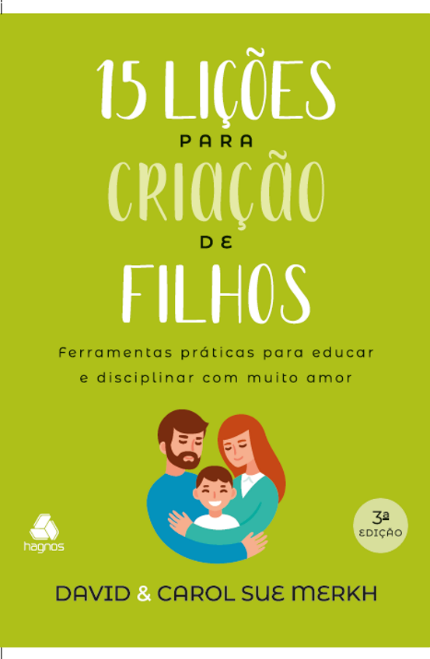 15 LIÇÕES
PARA
CRIAÇÃO
DE
FILHOS
Ferramentas práticas para educar
e disciplinar com muito amor
3ª
EDIÇÃO
hagnos
DAVID & CAROL SUE MERKH